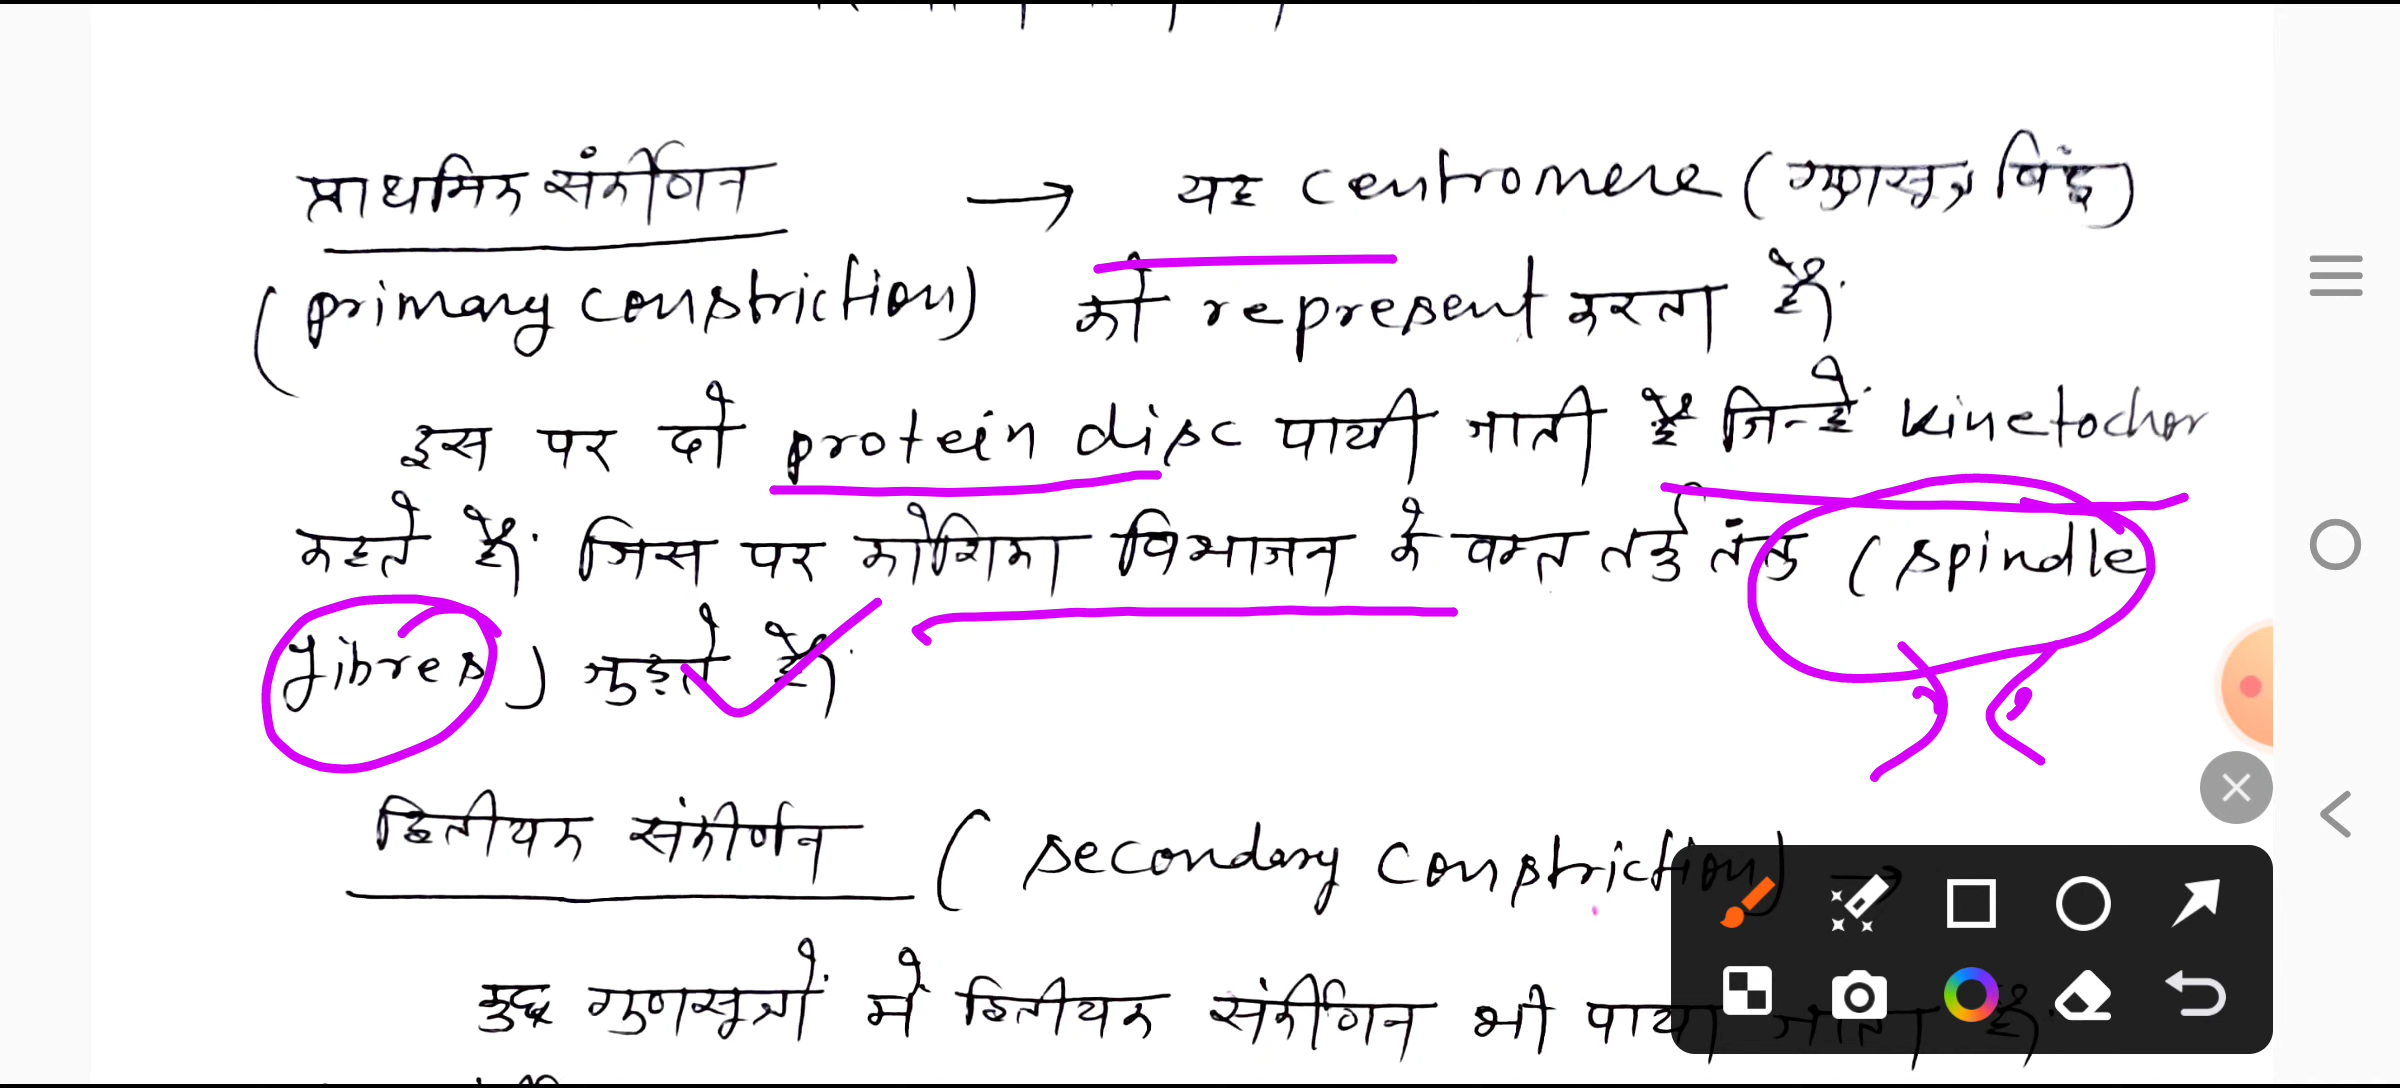 प्राथमिक संकीर्णन → यह centromere (गुणसूत्र बिंदु)
(primary constriction) को represent करता है।
इस पर दो protein disc पायी जाती है जिन्हें kinetochor
कहते हैं। जिस पर कोशिका विभाजन के वक्त तर्कु तंतु (spindle
fibres) जुड़ते हैं।
द्वितीयक संकीर्णन (secondary constriction) →
कुछ गुणसूत्रों में द्वितीयक संकीर्णन भी पाया जाता है।